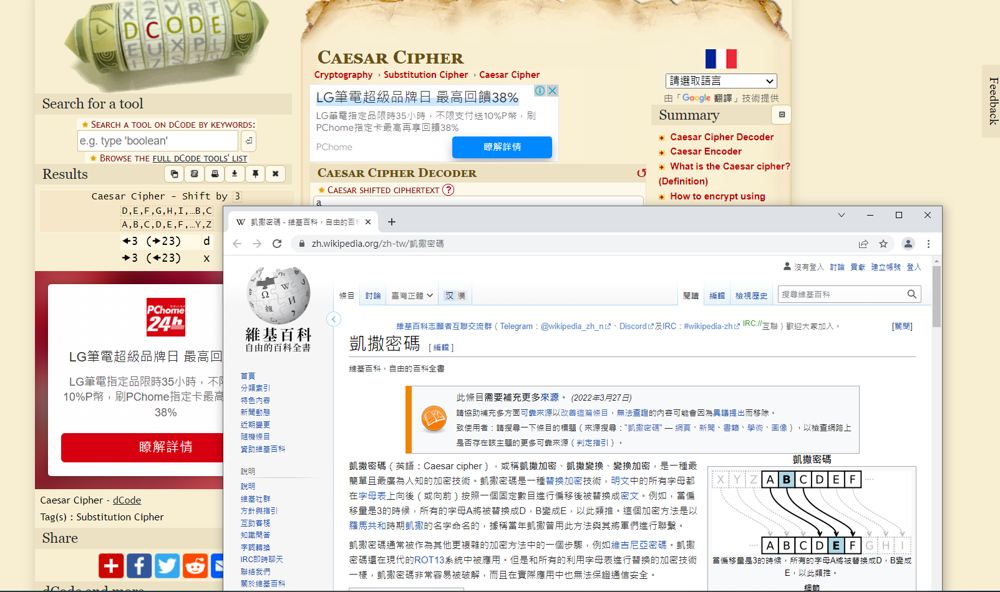 DCODE
Search for a tool
SEARCH A TOOL ON DCODE BY KEYWORDS:
e.g. type 'boolean'
BROWSE THE FULL DCODE TOOLS' LIST
Results
Caesar Cipher - Shift by 3
D,E,F,G,H,I,…B,C
A,B,C,D,E,F,…Y,Z
🡰3 (🡲23) d
🡲3 (🡰23) x
PChome
ONLINE
24h
LG筆電超級品牌日 最高回
LG筆電指定品限時35小時，不限
10%P幣，刷PChome指定卡最高
38%
瞭解詳情
Caesar Cipher - dCode
Tag(s) : Substitution Cipher
Share
dCode and more
CAESAR CIPHER
Cryptography › Substitution Cipher › Caesar Cipher
LG筆電超級品牌日 最高回饋38%
LG筆電指定品限時35小時，不限支付送10%P幣，刷
PChome指定卡最高再享回饋38%
PChome
瞭解詳情
CAESAR CIPHER DECODER
CAESAR SHIFTED CIPHERTEXT ?
a
請選取語言
由「Google 翻譯」技術提供
Summary
Caesar Cipher Decoder
Caesar Encoder
What is the Caesar cipher?
(Definition)
How to encrypt using
Feedback
W 凱撒密碼 - 維基百科，自由的百科
zh.wikipedia.org/zh-tw/凱撒密碼
沒有登入 討論 貢獻 建立帳號 登入
維基百科
自由的百科全書
條目 討論 臺灣正體 汉 漢
閱讀 編輯 檢視歷史 搜尋維基百科
維基百科志願者互聯交流群（Telegram：@wikipedia_zh_n、Discord及IRC：#wikipedia-zh IRC://互聯）歡迎大家加入。 [關閉]
凱撒密碼 [ 編輯 ]
維基百科，自由的百科全書
首頁
分類索引
特色內容
新聞動態
近期變更
隨機條目
資助維基百科
說明
說明
維基社群
方針與指引
互助客棧
知識問答
字詞轉換
IRC即時聊天
聯絡我們
關於維基百科
此條目需要補充更多來源。 (2022年3月27日)
請協助補充多方面可靠來源以改善這篇條目，無法查證的內容可能會因為異議提出而移除。
致使用者：請搜尋一下條目的標題（來源搜尋："凱撒密碼" — 網頁、新聞、書籍、學術、圖像），以檢查網路上
是否存在該主題的更多可靠來源（判定指引）。
凱撒密碼（英語：Caesar cipher），或稱凱撒加密、凱撒變換、變換加密，是一種最
簡單且最廣為人知的加密技術。凱撒密碼是一種替換加密技術，明文中的所有字母都
在字母表上向後（或向前）按照一個固定數目進行偏移後被替換成密文。例如，當偏
移量是3的時候，所有的字母A將被替換成D，B變成E，以此類推。這個加密方法是以
羅馬共和時期凱撒的名字命名的，據稱當年凱撒曾用此方法與其將軍們進行聯繫。
凱撒密碼通常被作為其他更複雜的加密方法中的一個步驟，例如維吉尼亞密碼。凱撒
密碼還在現代的ROT13系統中被應用。但是和所有的利用字母表進行替換的加密技術
一樣，凱撒密碼非常容易被破解，而且在實際應用中也無法保證通信安全。
凱撒密碼
X Y Z A B C D E F ····
···· A B C D E F G H I
當偏移量是3的時候，所有的字母A將被替換成D，B變成
E，以此類推。
細節